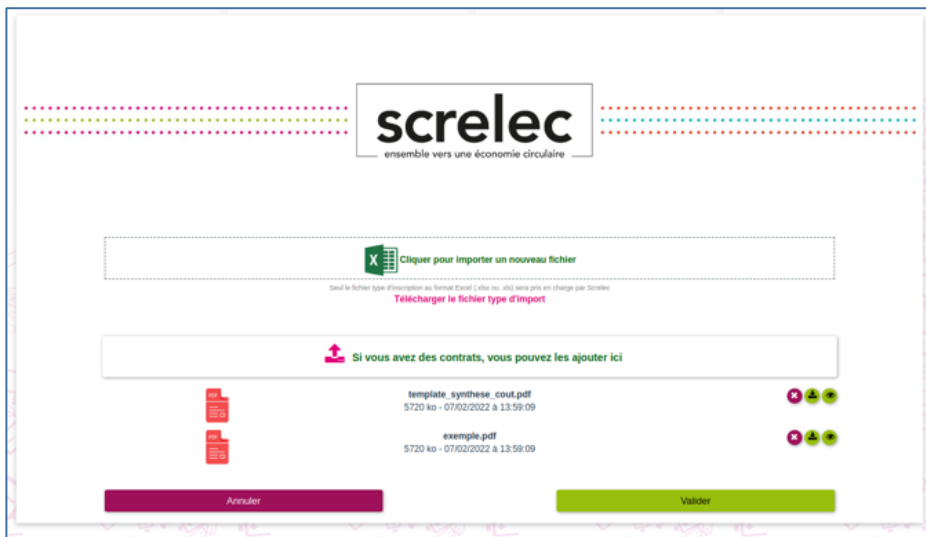 screlec
ensemble vers une économie circulaire
Cliquer pour importer un nouveau fichier
Seul le fichier type d'inscription au format Excel (.xlsx ou .xls) sera pris en charge par Screlec
Télécharger le fichier type d'import
Si vous avez des contrats, vous pouvez les ajouter ici
PDF
template_synthese_cout.pdf
5720 ko - 07/02/2022 à 13:59:09
PDF
exemple.pdf
5720 ko - 07/02/2022 à 13:59:09
Annuler
Valider